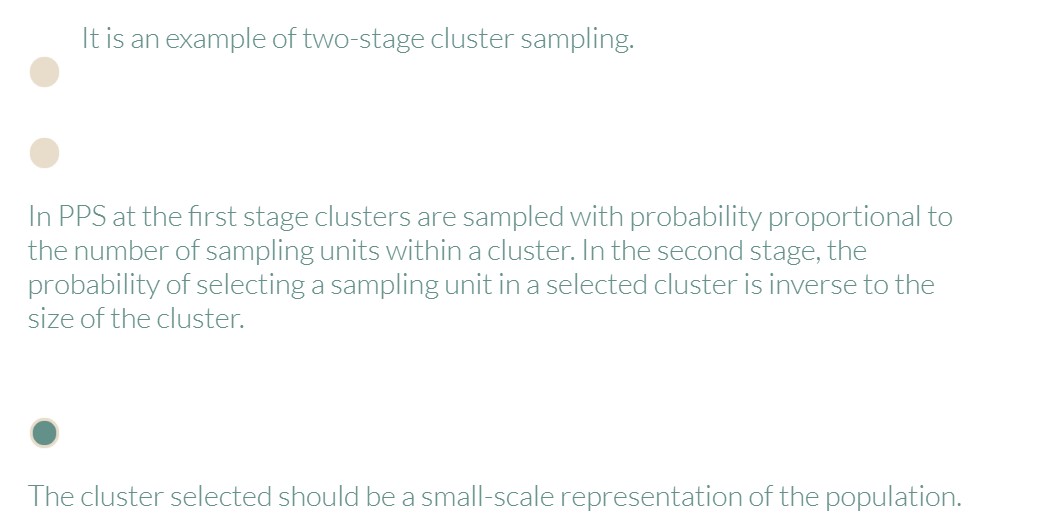 It is an example of two-stage cluster sampling.
In PPS at the first stage clusters are sampled with probability proportional to
the number of sampling units within a cluster. In the second stage, the
probability of selecting a sampling unit in a selected cluster is inverse to the
size of the cluster.
The cluster selected should be a small-scale representation of the population.